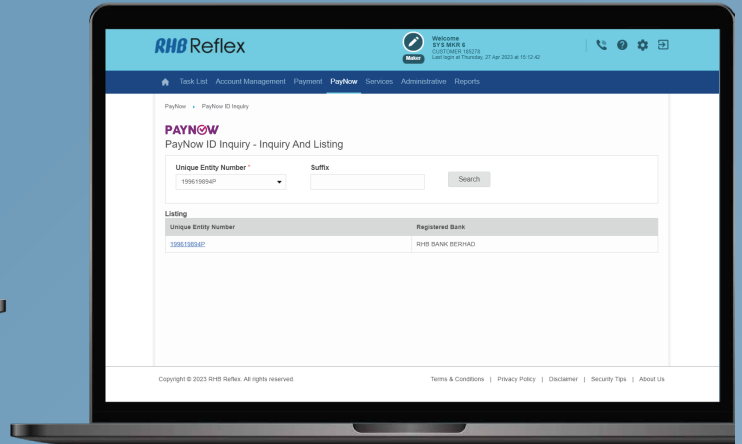 RHB Reflex
Maker
Welcome
SYS MKR 6
CUSTOMER 185278
Last login at Thursday, 27 Apr 2023 at 15:12:42
Task List Account Management Payment PayNow Services Administrative Reports
PayNow › PayNow ID Inquiry
PAYNOW
PayNow ID Inquiry - Inquiry And Listing
Unique Entity Number * Suffix
199619894P
Search
Listing
Unique Entity Number Registered Bank
199619894P RHB BANK BERHAD
Copyright © 2023 RHB Reflex. All rights reserved Terms & Conditions | Privacy Policy | Disclaimer | Security Tips | About Us